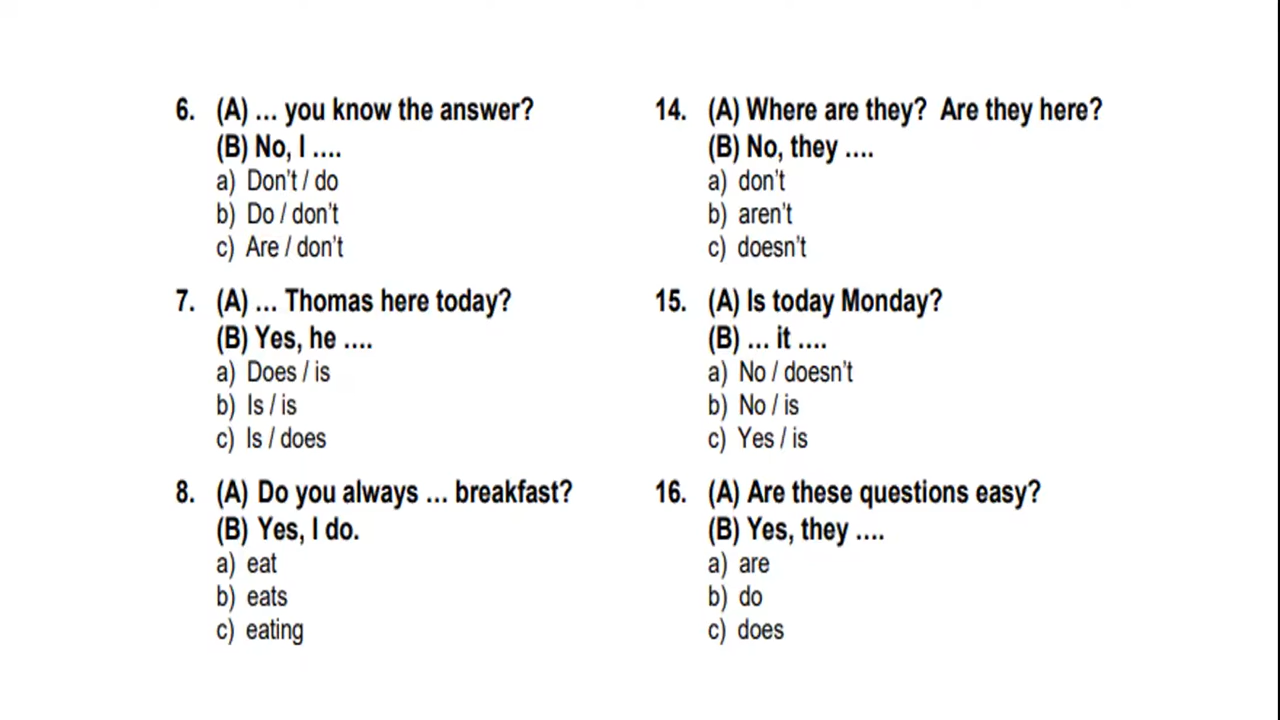 6. (A) ... you know the answer?
(B) No, I ....
a) Don't / do
b) Do / don't
c) Are / don't
7. (A) ... Thomas here today?
(B) Yes, he ....
a) Does / is
b) Is / is
c) Is / does
8. (A) Do you always ... breakfast?
(B) Yes, I do.
a) eat
b) eats
c) eating
14. (A) Where are they? Are they here?
(B) No, they ....
a) don't
b) aren't
c) doesn't
15. (A) Is today Monday?
(B) ... it ....
a) No / doesn't
b) No / is
c) Yes / is
16. (A) Are these questions easy?
(B) Yes, they ....
a) are
b) do
c) does